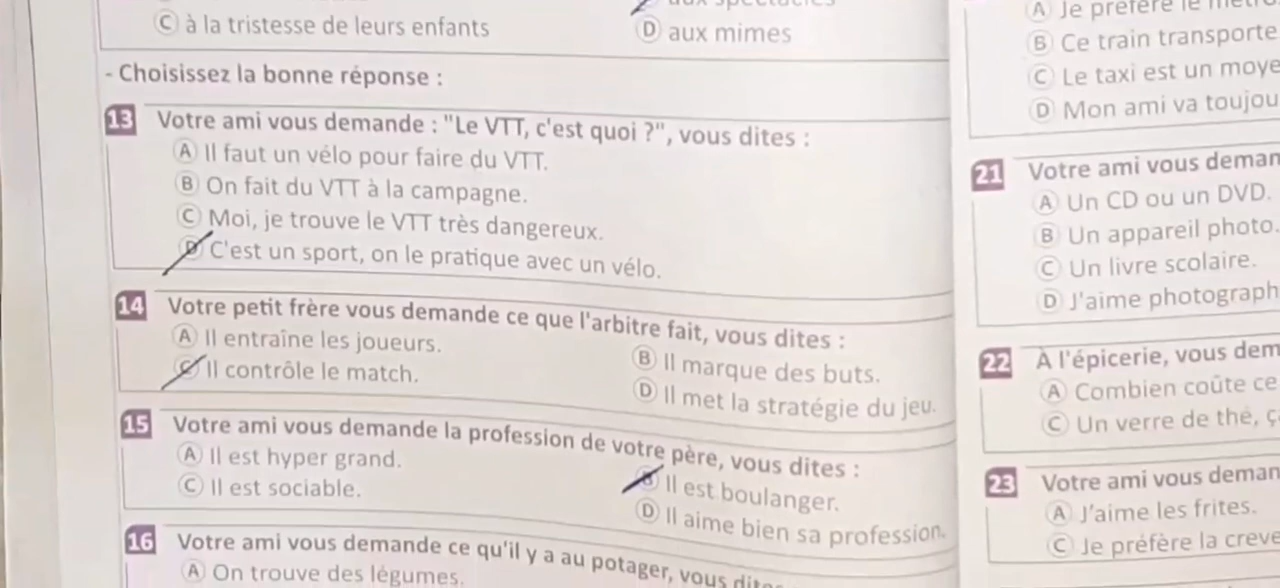 C à la tristesse de leurs enfants
D aux mimes
- Choisissez la bonne réponse :
13 Votre ami vous demande : "Le VTT, c'est quoi ?", vous dites :
A Il faut un vélo pour faire du VTT.
B On fait du VTT à la campagne.
C Moi, je trouve le VTT très dangereux.
D C'est un sport, on le pratique avec un vélo.
14 Votre petit frère vous demande ce que l'arbitre fait, vous dites :
A Il entraîne les joueurs.
B Il marque des buts.
C Il contrôle le match.
D Il met la stratégie du jeu.
15 Votre ami vous demande la profession de votre père, vous dites :
A Il est hyper grand.
B Il est boulanger.
C Il est sociable.
D Il aime bien sa profession.
16 Votre ami vous demande ce qu'il y a au potager, vous
A On trouve des légumes.
A Je préfère le
B Ce train transporte
C Le taxi est un
D Mon ami va
21 Votre ami vous
A Un CD ou un DVD.
B Un appareil photo.
C Un livre scolaire.
D J'aime
22 À l'épicerie, vous
A Combien coûte ce
C Un verre de thé,
23 Votre ami vous
A J'aime les frites.
C Je préfère la